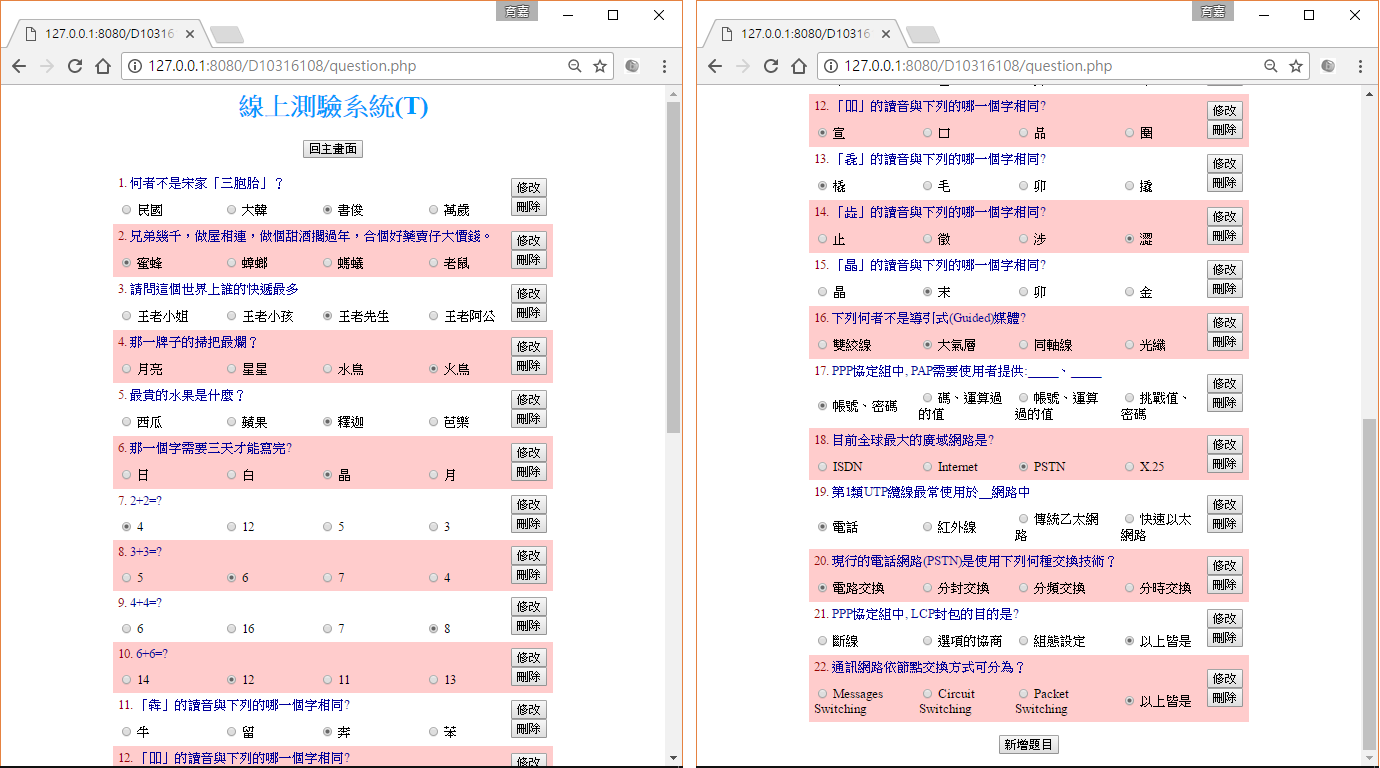 育嘉
127.0.0.1:8080/D10316
127.0.0.1:8080/D10316108/question.php
線上測驗系統(T)
回主畫面
1. 何者不是宋家「三胞胎」？
民國 大韓 書俊 萬歲
修改
刪除
2. 兄弟幾千，做屋相連，做個甜酒擱過年，合個好藥賣仔大價錢。
蜜蜂 蟑螂 螞蟻 老鼠
修改
刪除
3. 請問這個世界上誰的快遞最多
王老小姐 王老小孩 王老先生 王老阿公
修改
刪除
4. 那一牌子的掃把最爛？
月亮 星星 水鳥 火鳥
修改
刪除
5. 最貴的水果是什麼？
西瓜 蘋果 釋迦 芭樂
修改
刪除
6. 那一個字需要三天才能寫完?
日 白 晶 月
修改
刪除
7. 2+2=?
4 12 5 3
修改
刪除
8. 3+3=?
5 6 7 4
修改
刪除
9. 4+4=?
6 16 7 8
修改
刪除
10. 6+6=?
14 12 11 13
修改
刪除
11. 「犇」的讀音與下列的哪一個字相同?
牛 留 奔 笨
修改
刪除
12. 「吅」的讀音與下列的哪一個字相同?
修改
育嘉
127.0.0.1:8080/D10316
127.0.0.1:8080/D10316108/question.php
12. 「吅」的讀音與下列的哪一個字相同?
宣 口 品 圈
修改
刪除
13. 「毳」的讀音與下列的哪一個字相同?
橇 毛 卯 撬
修改
刪除
14. 「歮」的讀音與下列的哪一個字相同?
止 徵 涉 澀
修改
刪除
15. 「瞐」的讀音與下列的哪一個字相同?
晶 末 卯 金
修改
刪除
16. 下列何者不是導引式(Guided)媒體?
雙絞線 大氣層 同軸線 光纖
修改
刪除
17. PPP協定組中, PAP需要使用者提供:_____、_____
帳號、密碼 碼、運算過的值 帳號、運算過的值 挑戰值、密碼
修改
刪除
18. 目前全球最大的廣域網路是?
ISDN Internet PSTN X.25
修改
刪除
19. 第1類UTP纜線最常使用於__網路中
電話 紅外線 傳統乙太網路 快速以太網路
修改
刪除
20. 現行的電話網路(PSTN)是使用下列何種交換技術？
電路交換 分封交換 分頻交換 分時交換
修改
刪除
21. PPP協定組中, LCP封包的目的是?
斷線 選項的協商 組態設定 以上皆是
修改
刪除
22. 通訊網路依節點交換方式可分為？
Messages Switching Circuit Switching Packet Switching 以上皆是
修改
刪除
新增題目